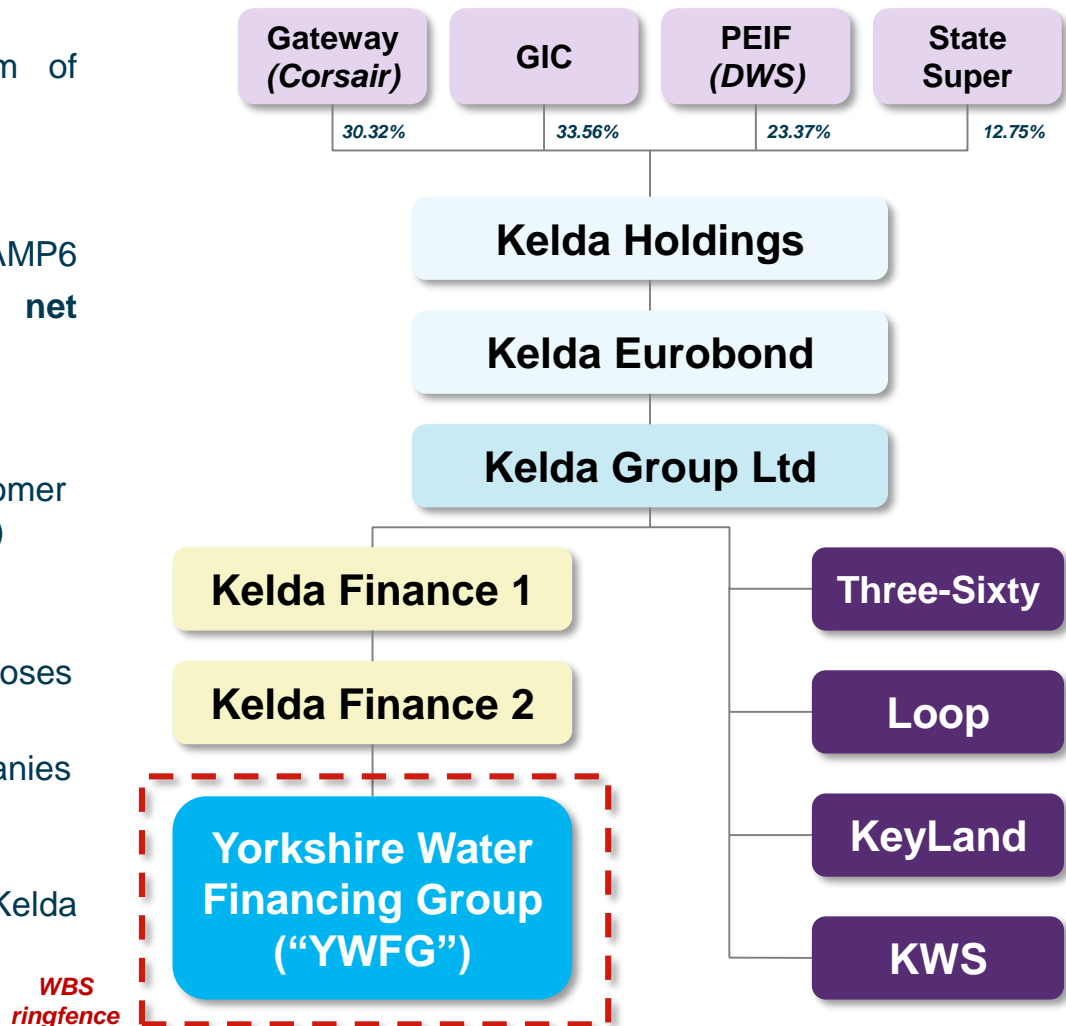 m of
AMP6
net
omer
)
oses
anies
Kelda
Gateway
(Corsair)
GIC
PEIF
(DWS)
State
Super
30.32%
33.56%
23.37%
12.75%
Kelda Holdings
Kelda Eurobond
Kelda Group Ltd
Kelda Finance 1
Kelda Finance 2
Yorkshire Water
Financing Group
(“YWFG”)
WBS
ringfence
Three-Sixty
Loop
KeyLand
KWS